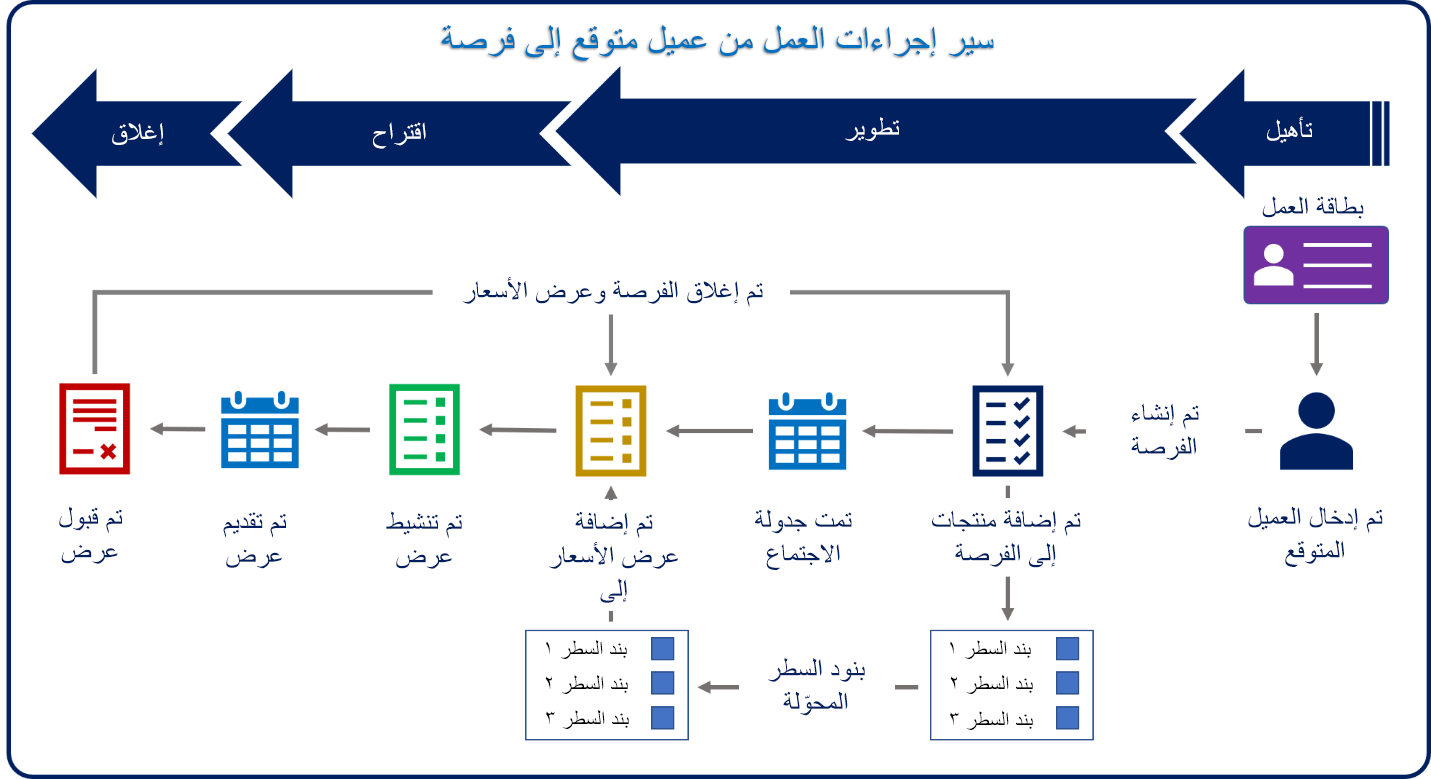 سير إجراءات العمل من عميل متوقع إلى فرصة
تأهيل
تطوير
اقتراح
إغلاق
بطاقة العمل
تم إغلاق الفرصة وعرض الأسعار
تم إنشاء
الفرصة
تم إدخال العميل
المتوقع
تم إضافة منتجات
إلى الفرصة
تمت جدولة
الاجتماع
تم إضافة
عرض الأسعار
إلى
تم تنشيط
عرض
تم تقديم
عرض
تم قبول
عرض
بند السطر ١
بند السطر ٢
بند السطر ٣
بنود السطر
المحوّلة
بند السطر ١
بند السطر ٢
بند السطر ٣